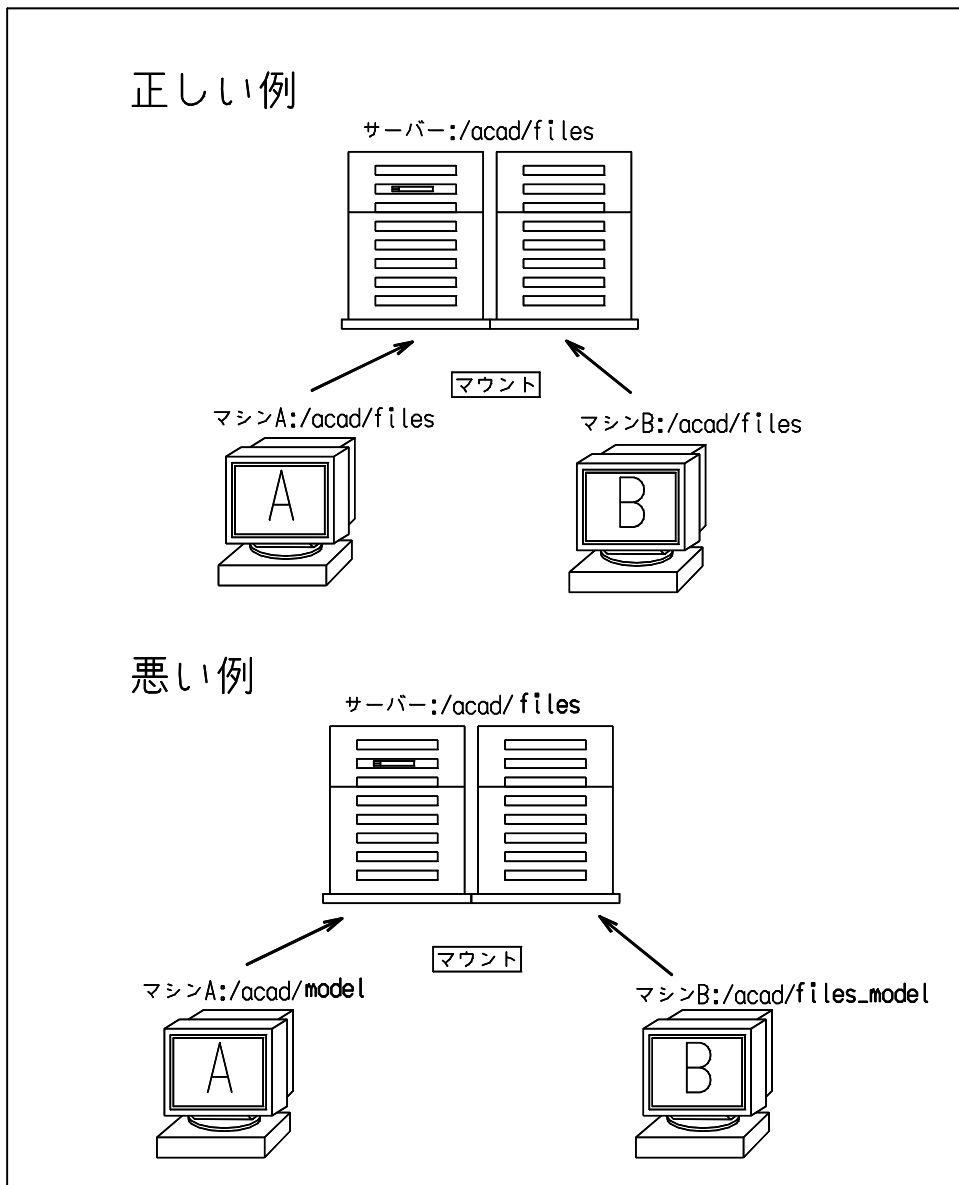 正しい例
サーバー:/acad/files
マウント
マシンA:/acad/files
マシンB:/acad/files
A
B
悪い例
サーバー:/acad/files
マウント
マシンA:/acad/model
マシンB:/acad/files_model
A
B